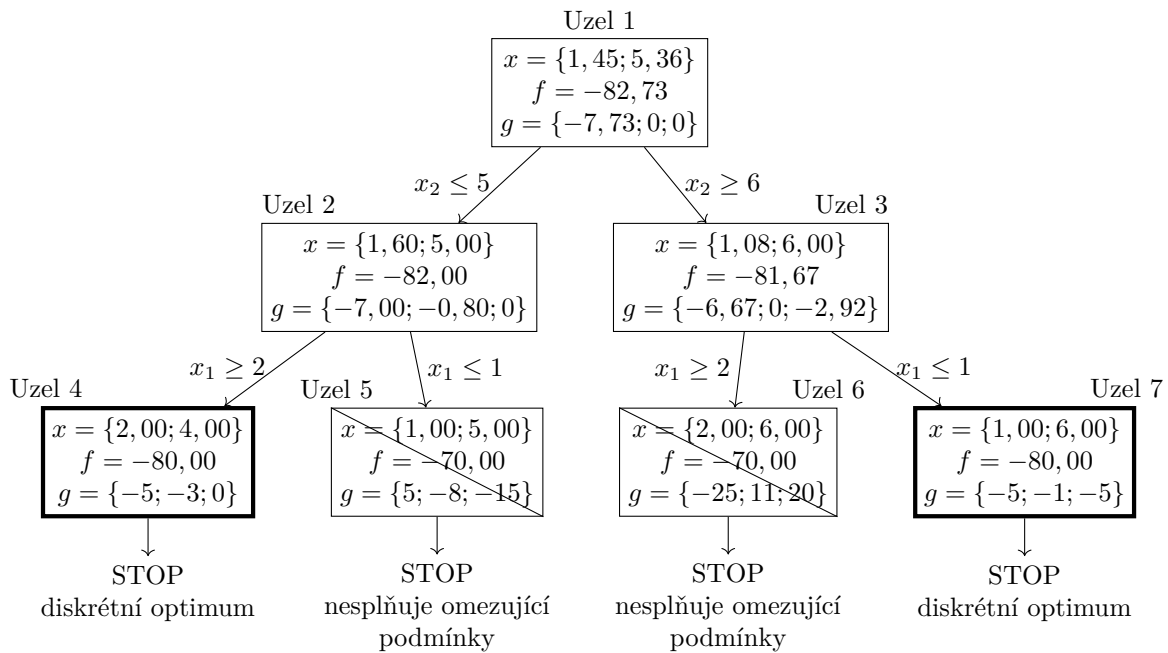 Uzel 1
x = {1, 45; 5, 36}
f = −82, 73
g = {−7, 73; 0; 0}
x₂ ≤ 5
x₂ ≥ 6
Uzel 2
x = {1, 60; 5, 00}
f = −82, 00
g = {−7, 00; −0, 80; 0}
Uzel 3
x = {1, 08; 6, 00}
f = −81, 67
g = {−6, 67; 0; −2, 92}
x₁ ≥ 2
x₁ ≤ 1
x₁ ≥ 2
x₁ ≤ 1
Uzel 4
x = {2, 00; 4, 00}
f = −80, 00
g = {−5; −3; 0}
STOP
diskrétní optimum
Uzel 5
x = {1, 00; 5, 00}
f = −70, 00
g = {5; −8; −15}
STOP
nesplňuje omezující
podmínky
Uzel 6
x = {2, 00; 6, 00}
f = −70, 00
g = {−25; 11; 20}
STOP
nesplňuje omezující
podmínky
Uzel 7
x = {1, 00; 6, 00}
f = −80, 00
g = {−5; −1; −5}
STOP
diskrétní optimum